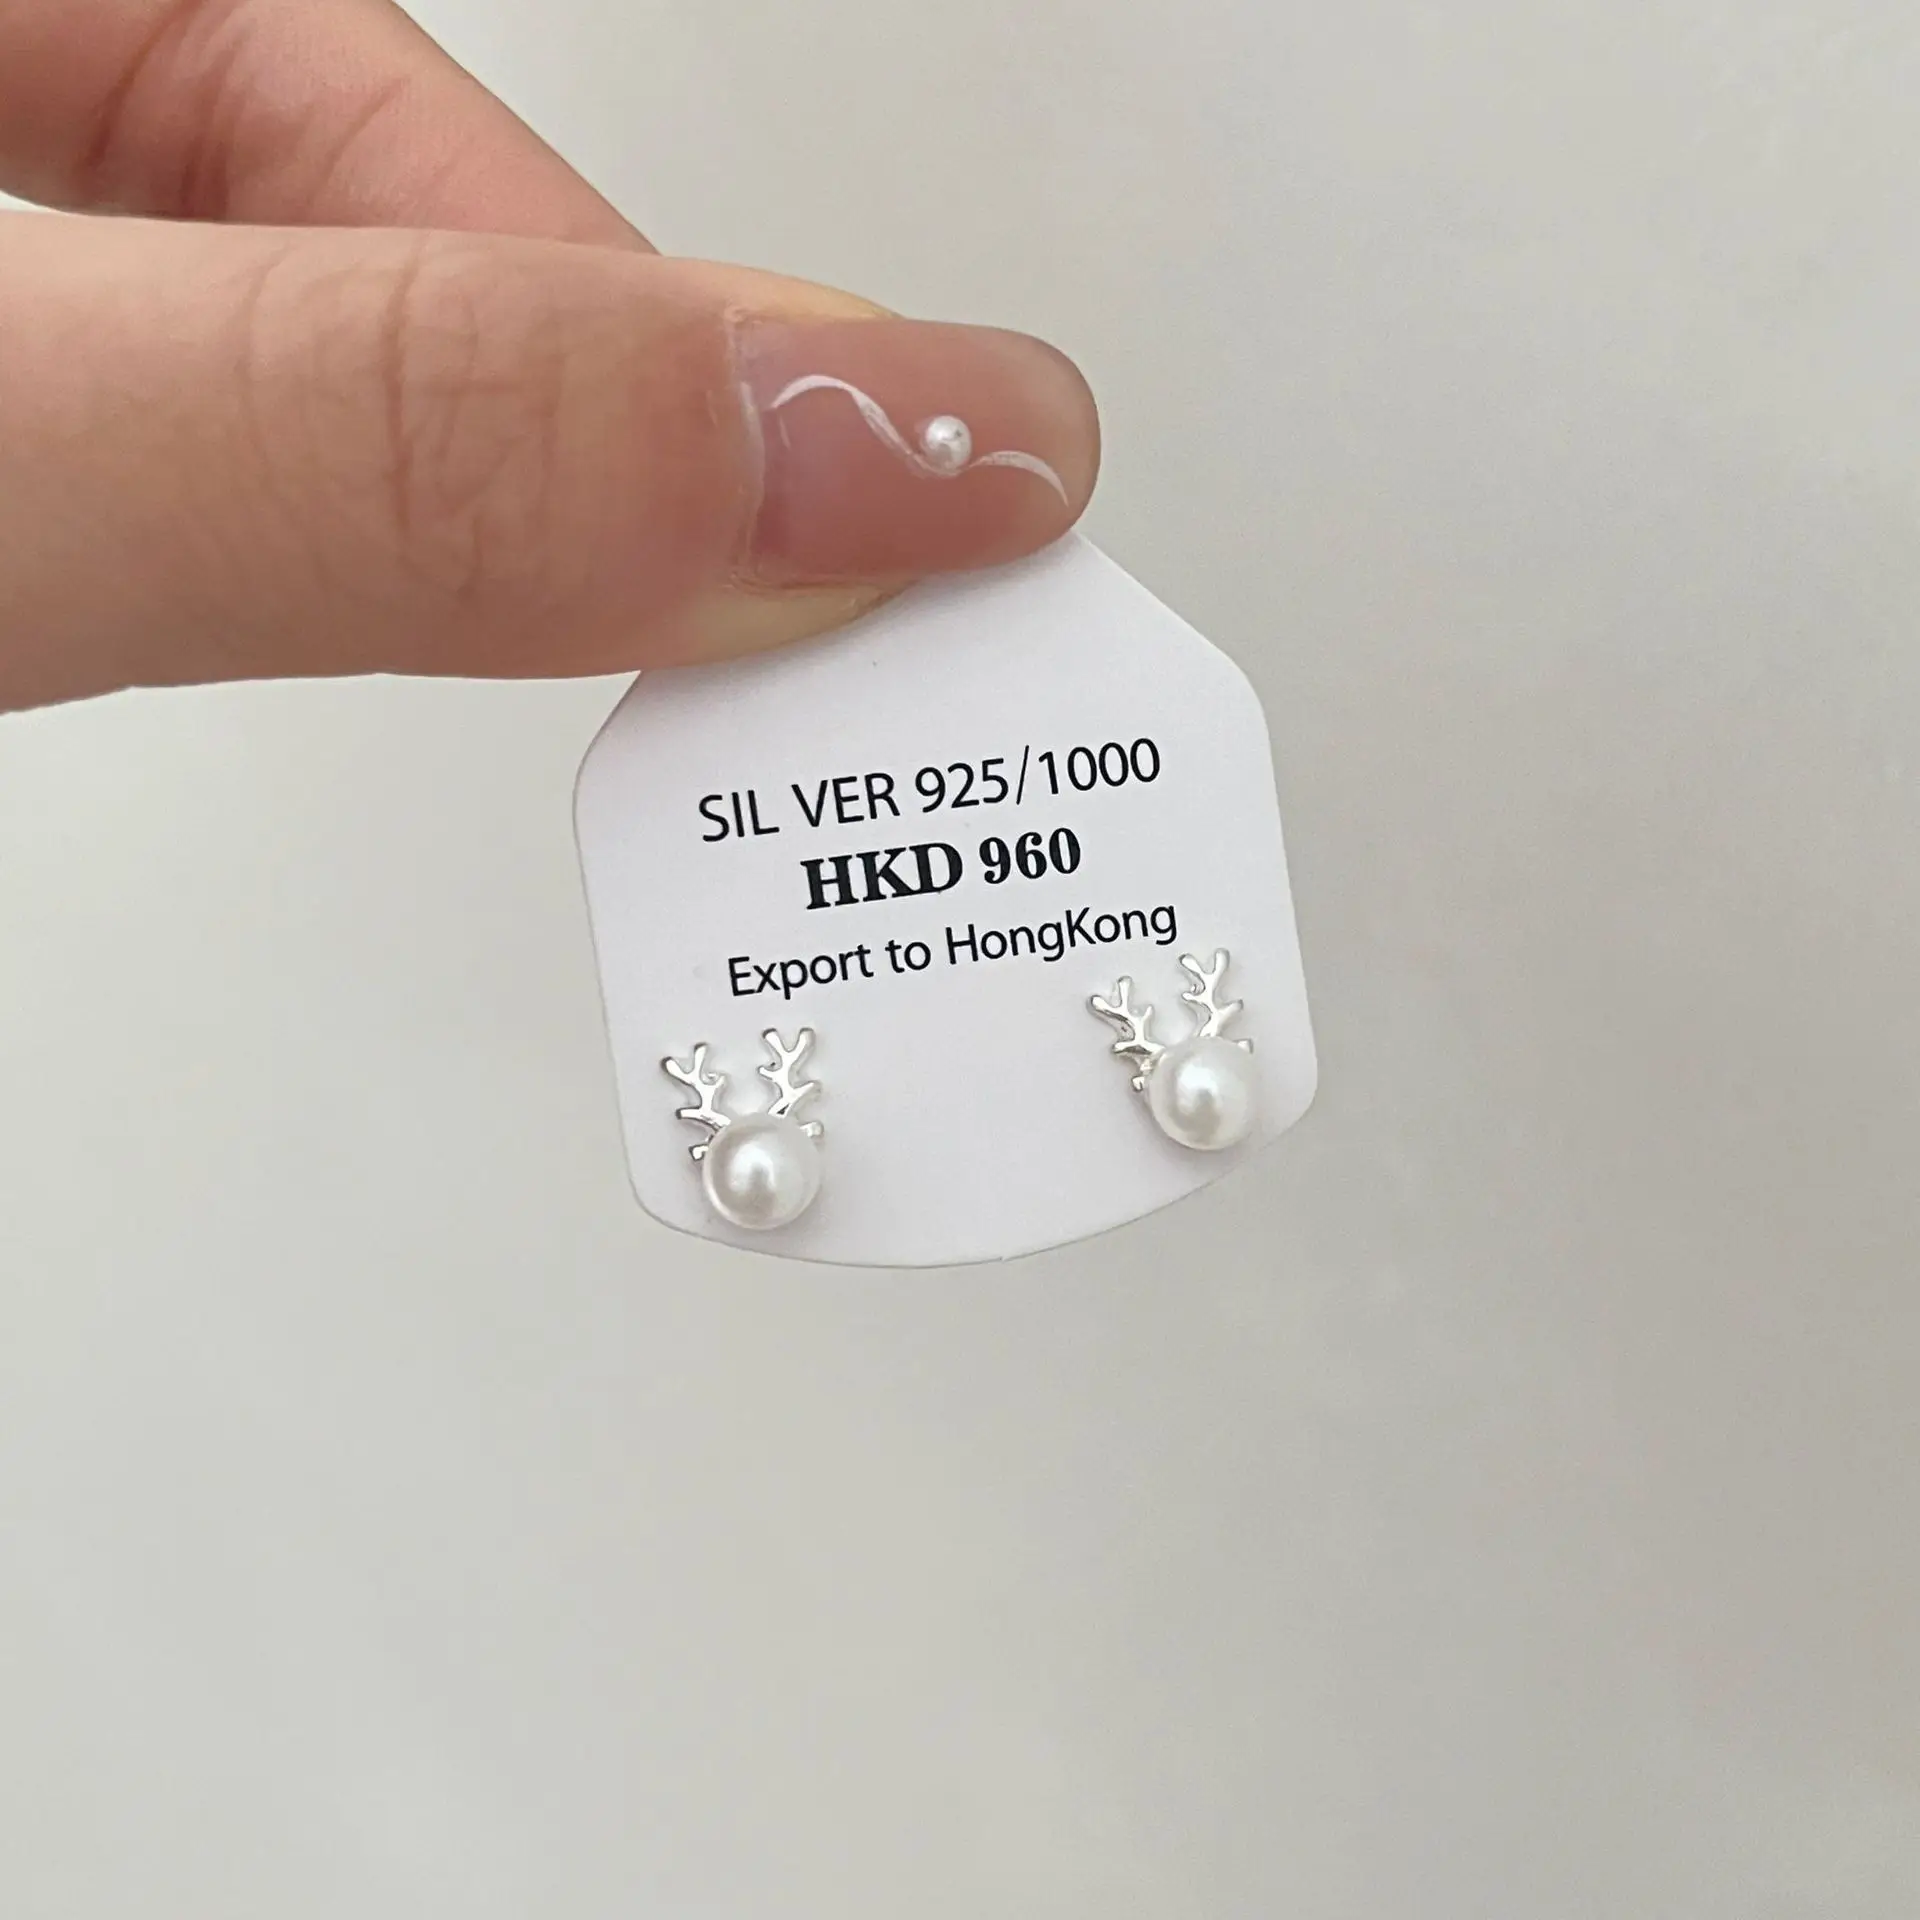 SIL VER 925/1000
HKD 960
Export to HongKong